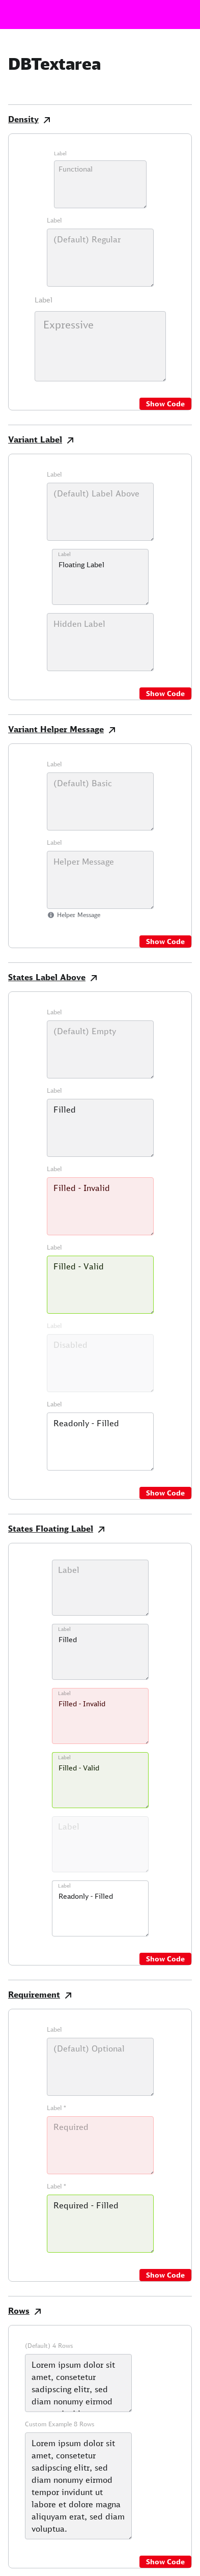 DBTextarea
Density
Label
Functional
Label
(Default) Regular
Label
Expressive
Show Code
Variant Label
Label
(Default) Label Above
Label
Floating Label
Hidden Label
Show Code
Variant Helper Message
Label
(Default) Basic
Label
Helper Message
Helper Message
Show Code
States Label Above
Label
(Default) Empty
Label
Filled
Label
Filled - Invalid
Label
Filled - Valid
Label
Disabled
Label
Readonly - Filled
Show Code
States Floating Label
Label
Label
Filled
Label
Filled - Invalid
Label
Filled - Valid
Label
Label
Readonly - Filled
Show Code
Requirement
Label
(Default) Optional
Label *
Required
Label *
Required - Filled
Show Code
Rows
(Default) 4 Rows
Lorem ipsum dolor sit
amet, consetetur
sadipscing elitr, sed
diam nonumy eirmod
Custom Example 8 Rows
Lorem ipsum dolor sit
amet, consetetur
sadipscing elitr, sed
diam nonumy eirmod
tempor invidunt ut
labore et dolore magna
aliquyam erat, sed diam
voluptua.
Show Code